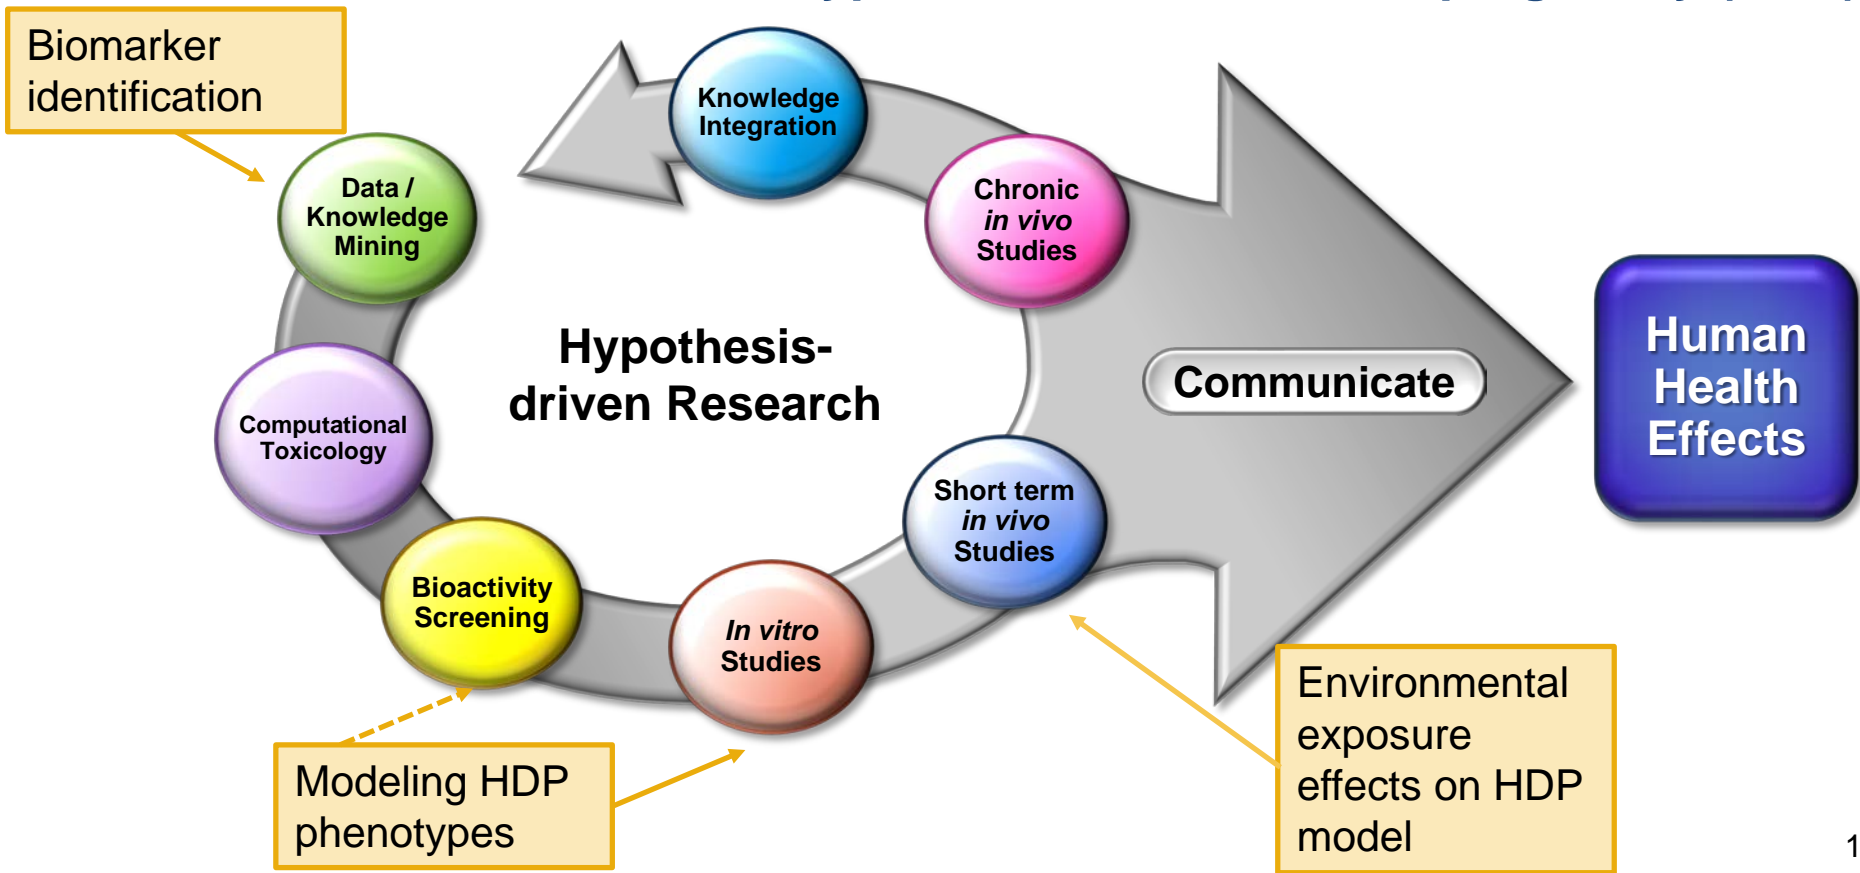 Biomarker
identification
Knowledge
Integration
Data /
Knowledge
Mining
Chronic
in vivo
Studies
Hypothesis-
driven Research
Communicate
Human
Health
Effects
Computational
Toxicology
Short term
in vivo
Studies
Bioactivity
Screening
In vitro
Studies
Modeling HDP
phenotypes
Environmental
exposure
effects on HDP
model
1